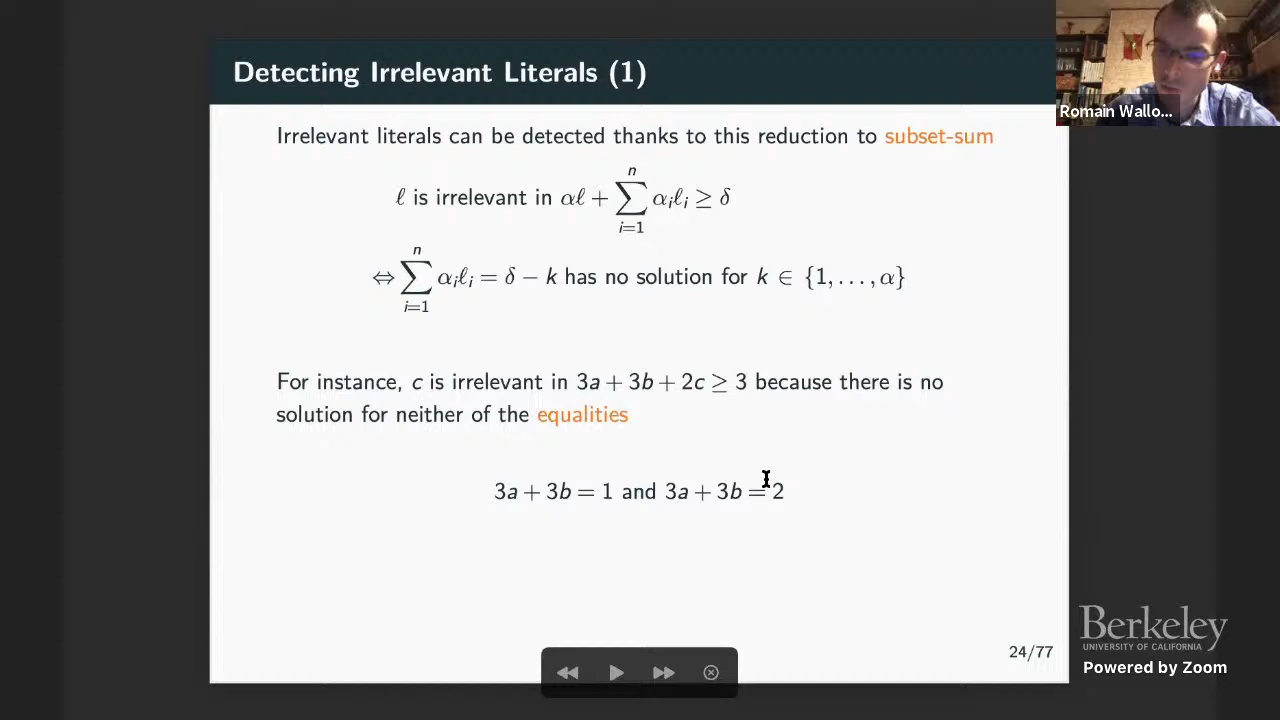 Detecting Irrelevant Literals (1)
Romain Wallo...
Irrelevant literals can be detected thanks to this reduction to subset-sum
ℓ is irrelevant in αℓ + ∑_{i=1}^{n} α_iℓ_i ≥ δ
⇔ ∑_{i=1}^{n} α_iℓ_i = δ − k has no solution for k ∈ {1, . . . , α}
For instance, c is irrelevant in 3a + 3b + 2c ≥ 3 because there is no
solution for neither of the equalities
3a + 3b = 1 and 3a + 3b = 2
24/77
Berkeley
UNIVERSITY OF CALIFORNIA
Powered by Zoom